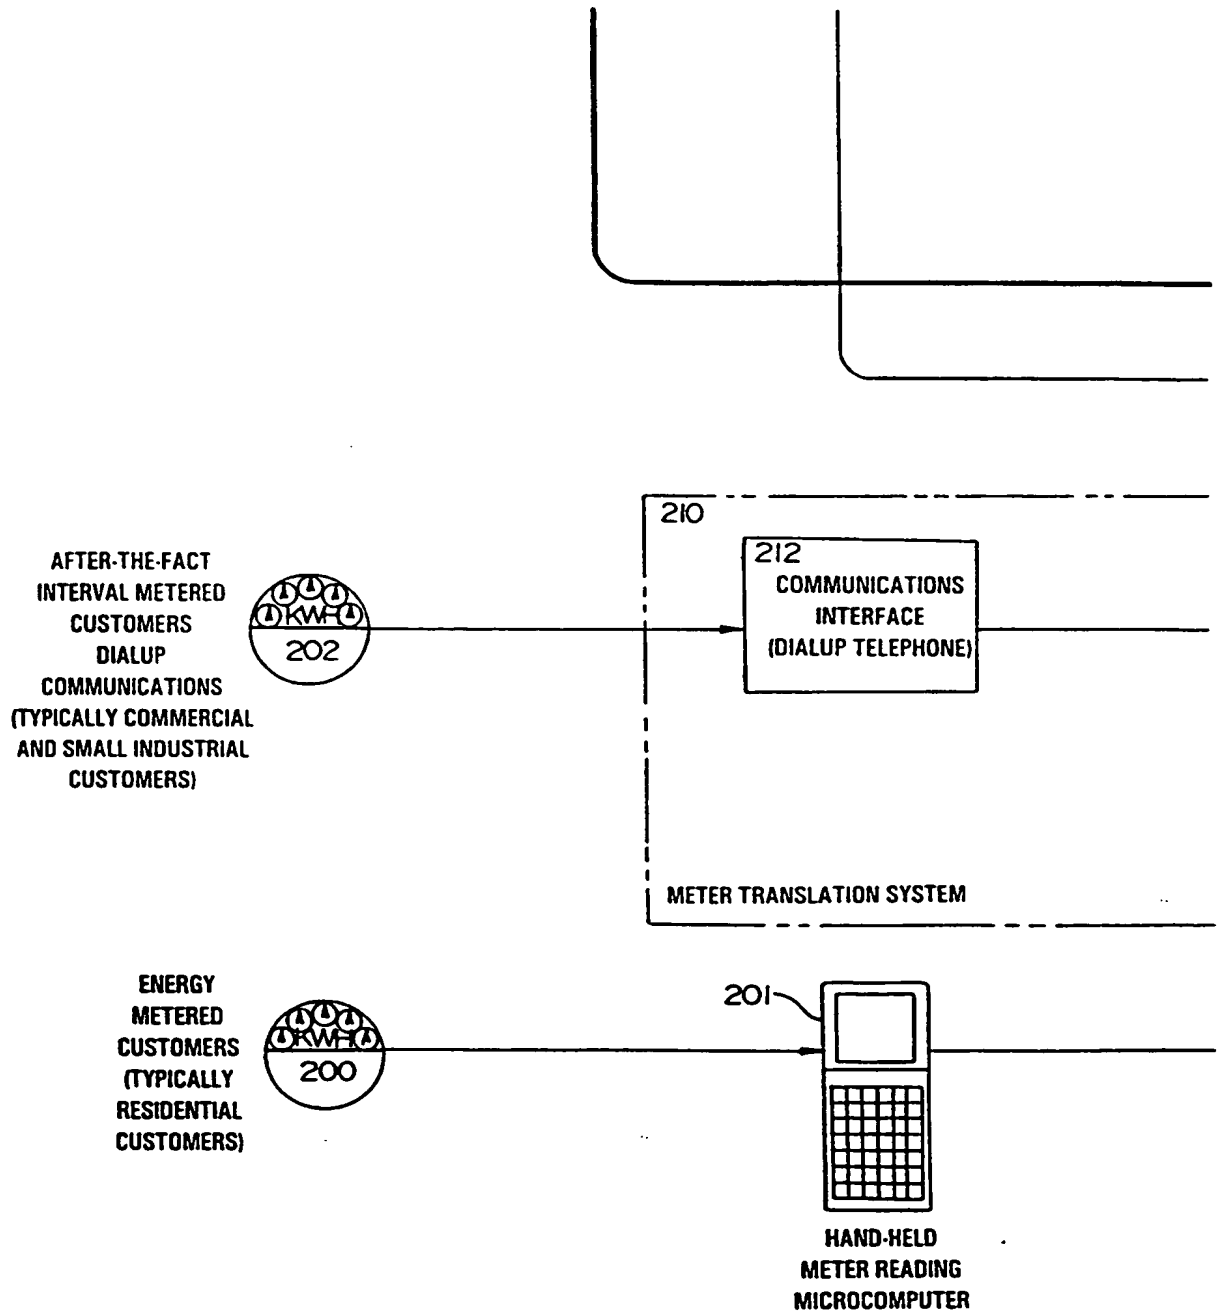 210
212
COMMUNICATIONS
INTERFACE
(DIALUP TELEPHONE)
AFTER-THE-FACT
INTERVAL METERED
CUSTOMERS
DIALUP
COMMUNICATIONS
(TYPICALLY COMMERCIAL
AND SMALL INDUSTRIAL
CUSTOMERS)
KWH
202
METER TRANSLATION SYSTEM
ENERGY
METERED
CUSTOMERS
(TYPICALLY
RESIDENTIAL
CUSTOMERS)
KWH
200
201
HAND-HELD
METER READING
MICROCOMPUTER